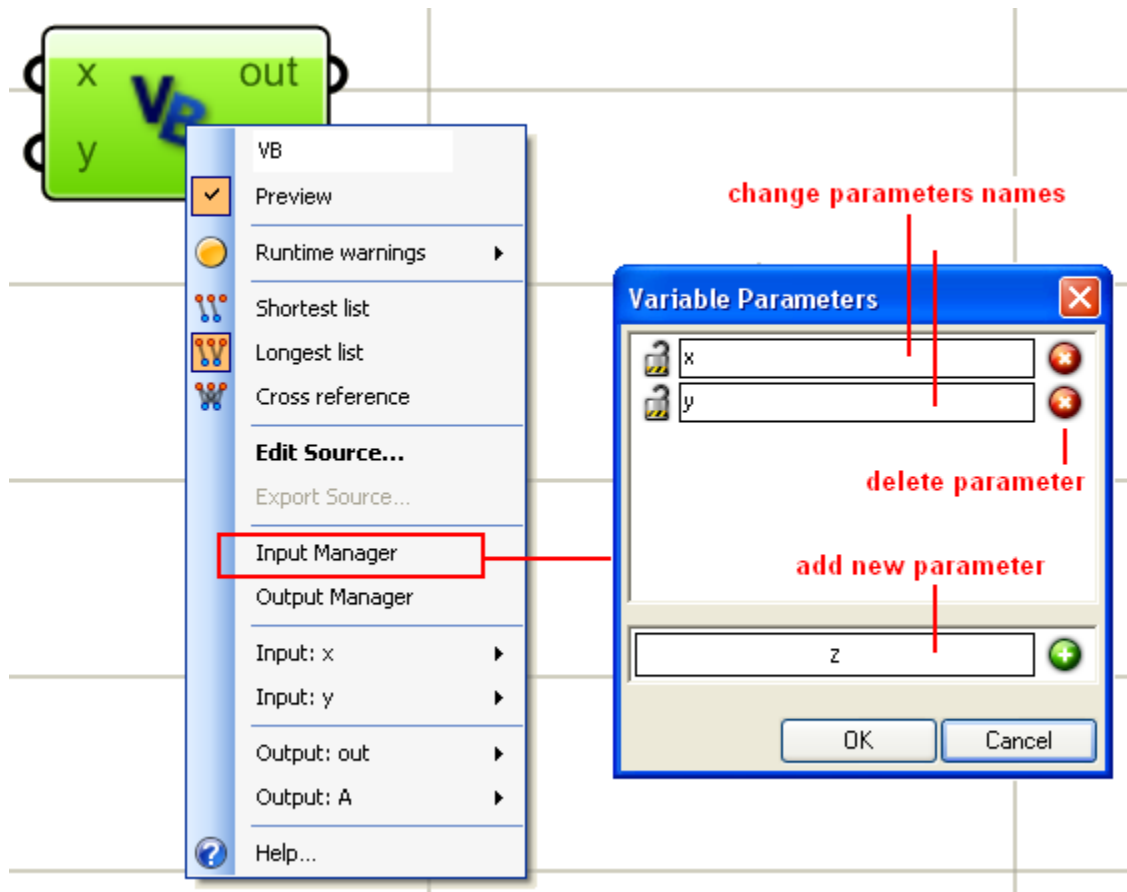 x out
VB
y
VB
Preview
Runtime warnings
Shortest list
Longest list
Cross reference
Edit Source...
Export Source...
Input Manager
Output Manager
Input: x
Input: y
Output: out
Output: A
Help...
change parameters names
Variable Parameters
x
y
delete parameter
add new parameter
z
OK Cancel